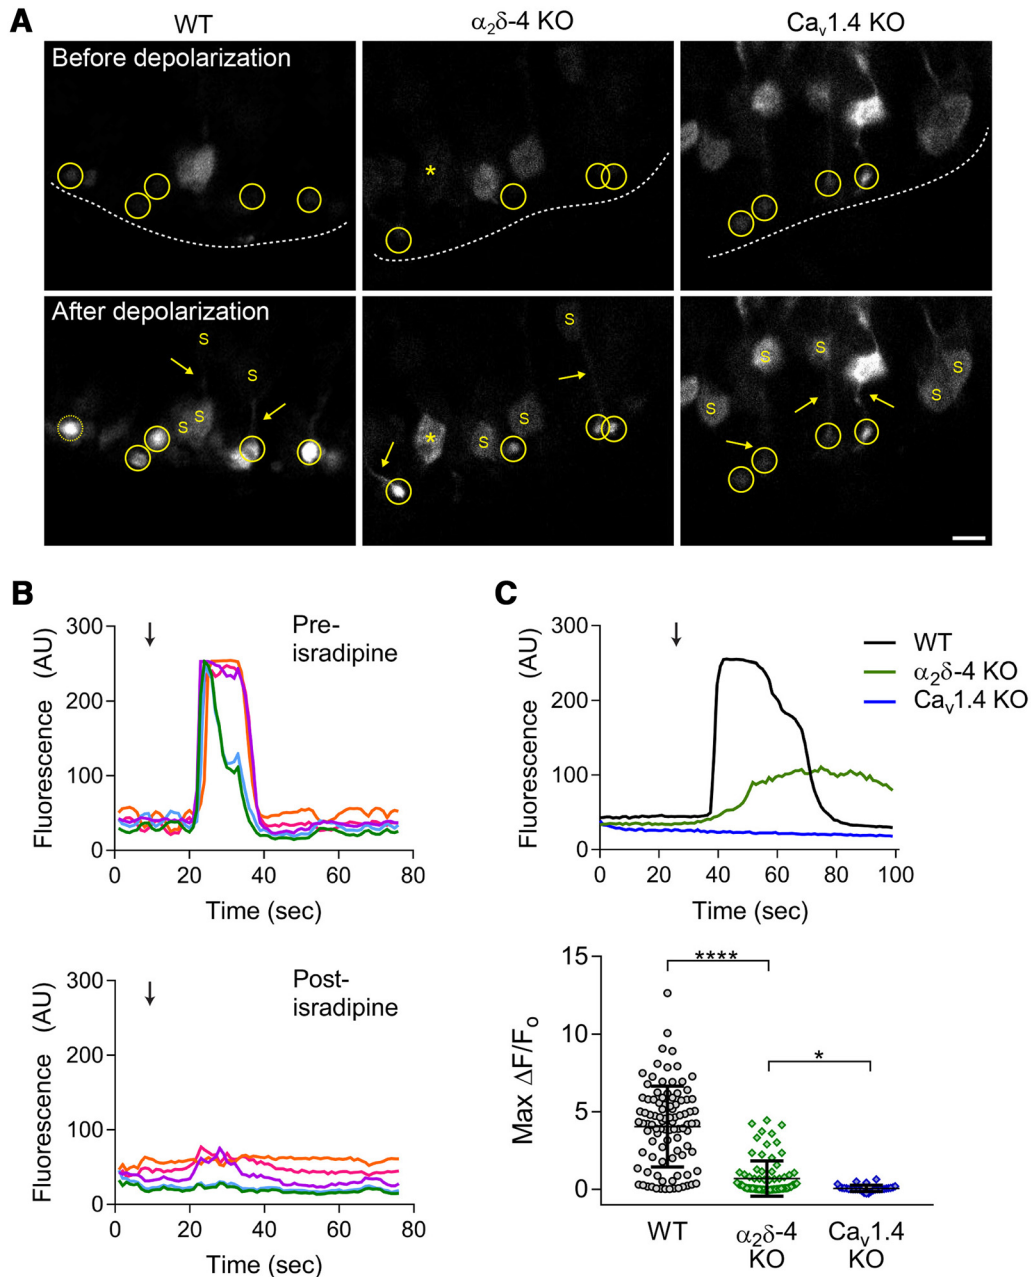 A
WT
α₂δ-4 KO
Caᵥ1.4 KO
Before depolarization
*
After depolarization
S
S
S
S
S
*
S
S
S
S
S
S
S
B
300
200
100
0
Fluorescence (AU)
0 20 40 60 80
Time (sec)
Pre-
isradipine
300
200
100
0
Fluorescence (AU)
0 20 40 60 80
Time (sec)
Post-
isradipine
C
300
200
100
0
Fluorescence (AU)
0 20 40 60 80 100
Time (sec)
WT
α₂δ-4 KO
Caᵥ1.4 KO
15
10
5
0
Max ΔF/Fₒ
****
*
WT
α₂δ-4
KO
Caᵥ1.4
KO